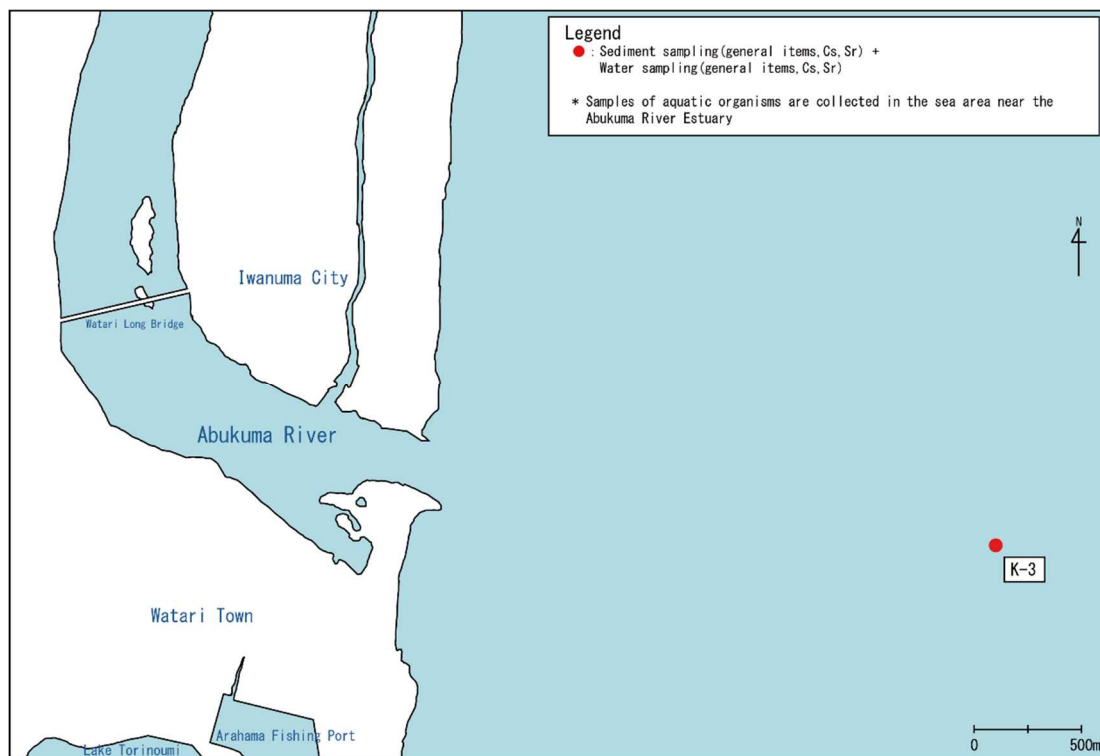 Legend
● : Sediment sampling(general items,Cs,Sr) +
Water sampling(general items,Cs,Sr)
* Samples of aquatic organisms are collected in the sea area near the
Abukuma River Estuary
N
Iwanuma City
Watari Long Bridge
Abukuma River
K-3
Watari Town
Arahama Fishing Port
Lake Torinoumi
0 500m